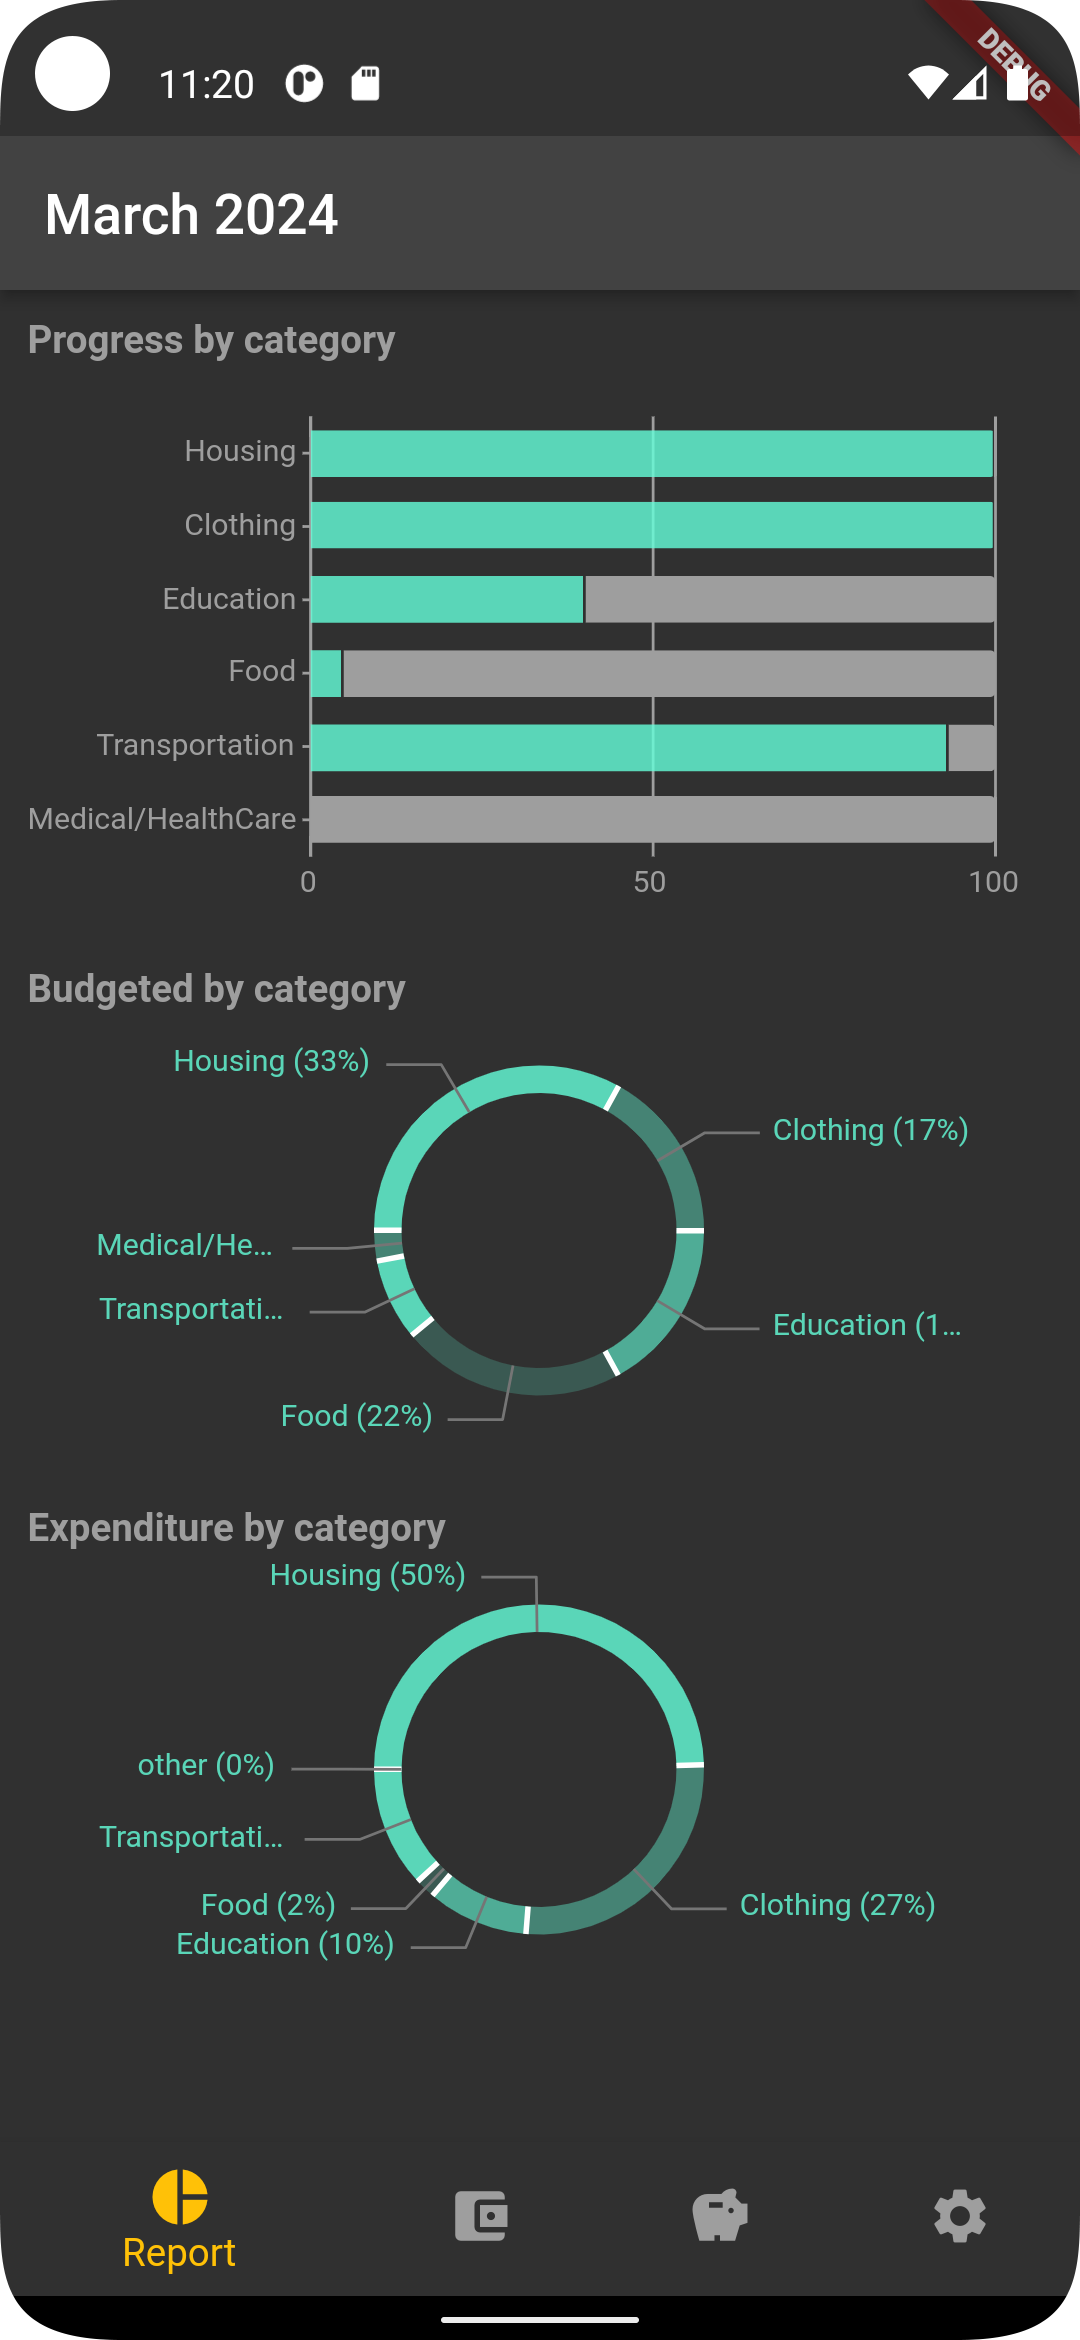 11:20
DEBUG
March 2024
Progress by category
Housing
Clothing
Education
Food
Transportation
Medical/HealthCare
0 50 100
Budgeted by category
Housing (33%)
Clothing (17%)
Medical/He...
Transportati...
Education (1...
Food (22%)
Expenditure by category
Housing (50%)
other (0%)
Transportati...
Food (2%)
Clothing (27%)
Education (10%)
Report